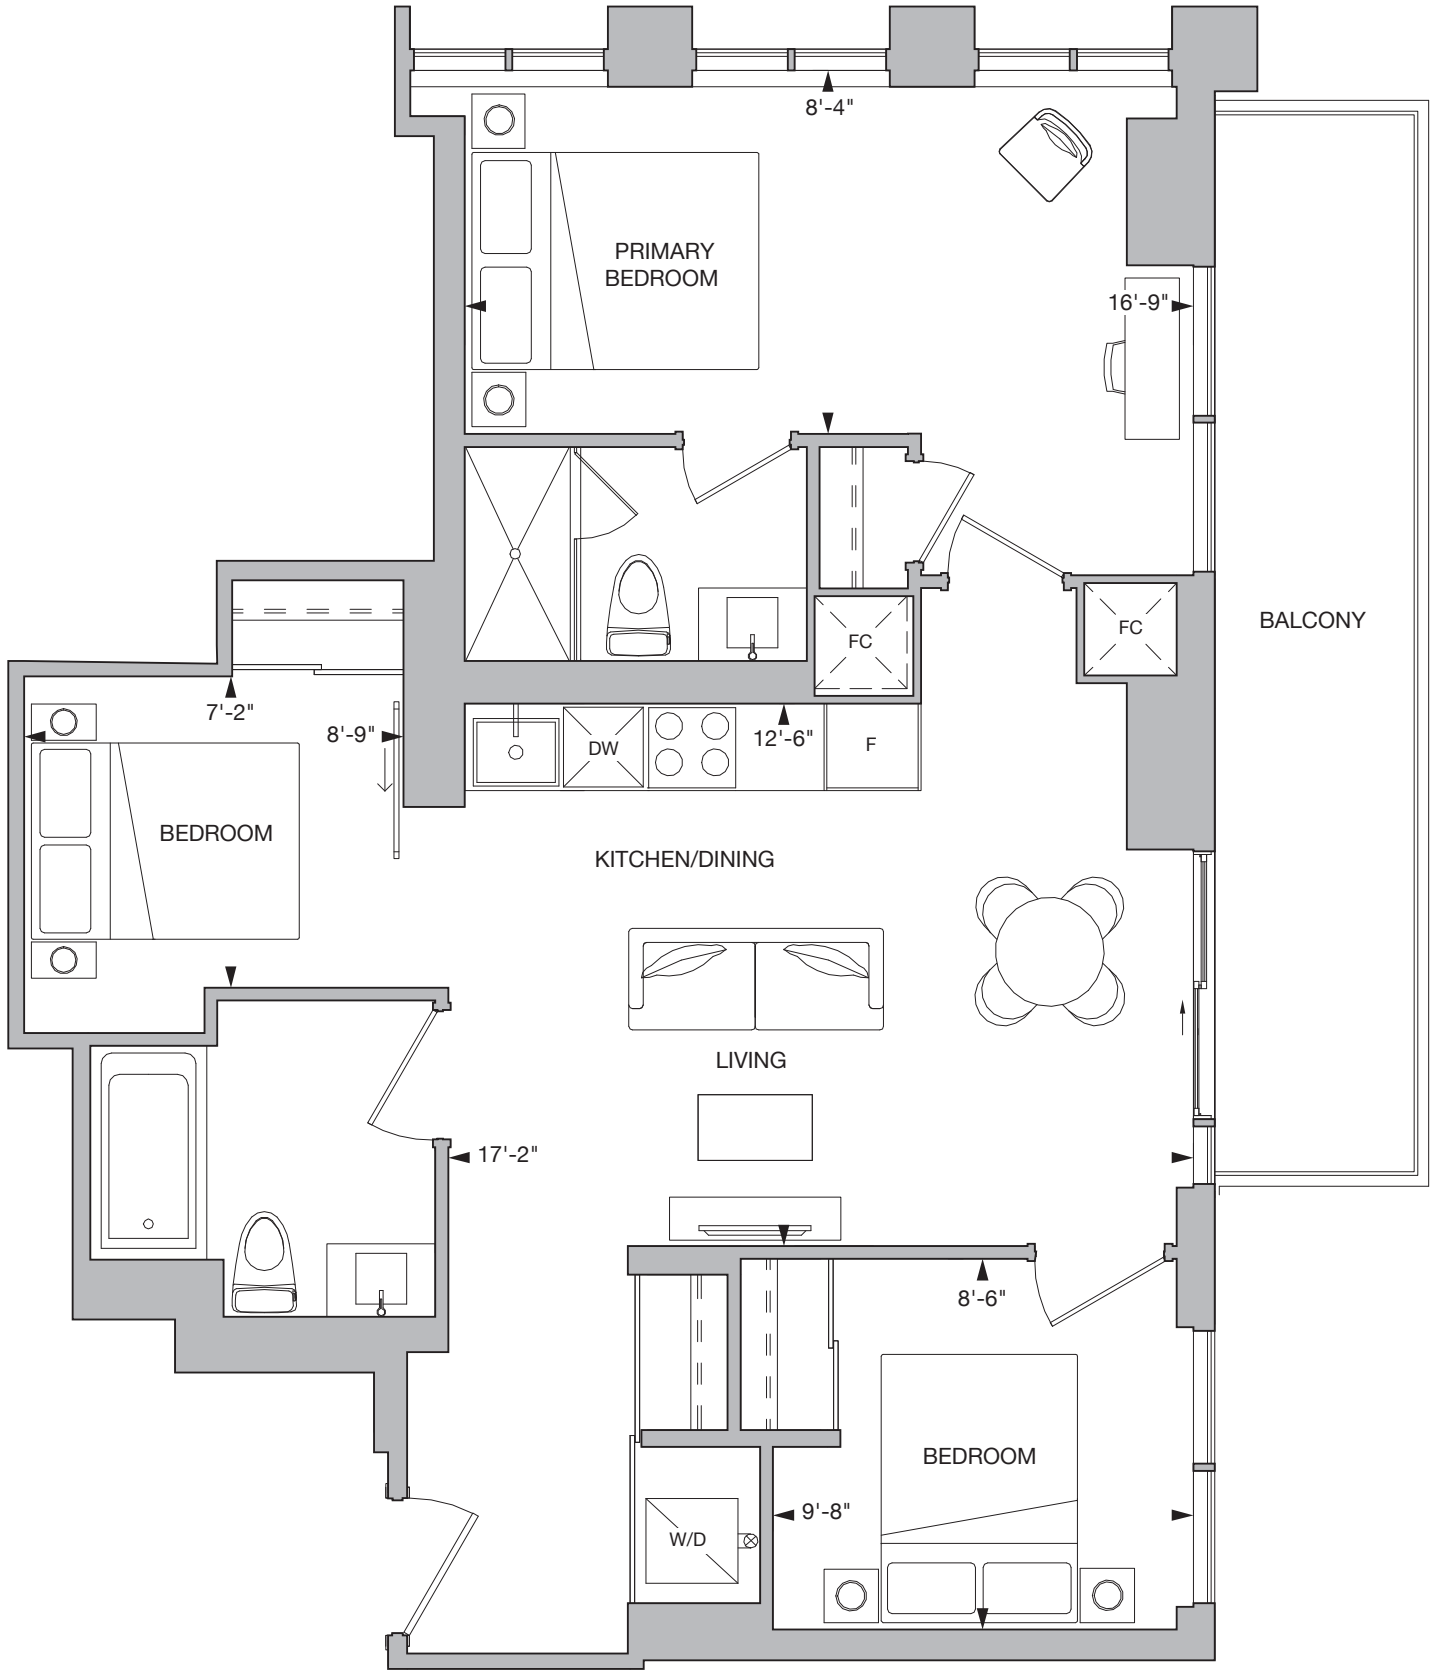 8'-4"
PRIMARY
BEDROOM
16'-9"
BALCONY
FC
FC
7'-2"
8'-9"
DW
12'-6"
F
BEDROOM
KITCHEN/DINING
LIVING
17'-2"
8'-6"
BEDROOM
9'-8"
W/D